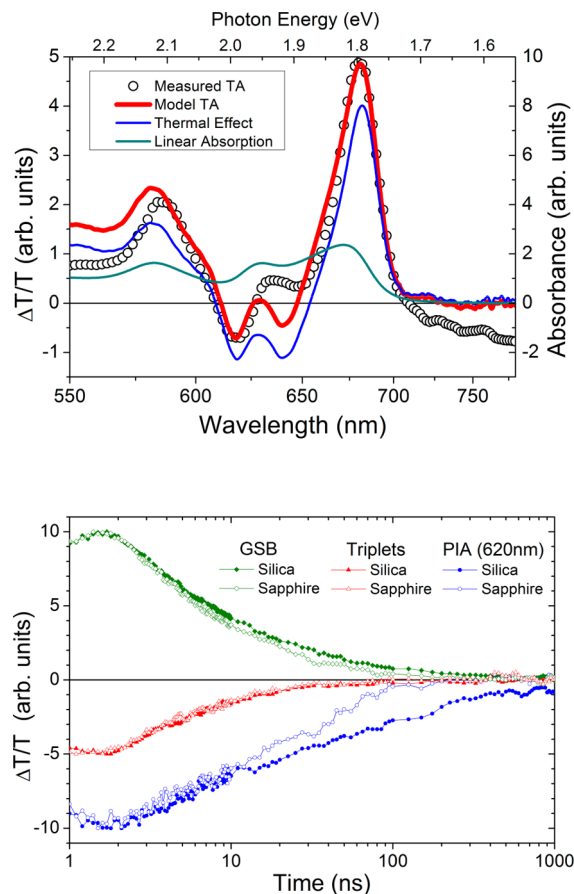 Photon Energy (eV)
2.2 2.1 2.0 1.9 1.8 1.7 1.6
5
4
3
2
1
0
-1
ΔT/T (arb. units)
Measured TA
Model TA
Thermal Effect
Linear Absorption
10
8
6
4
2
0
-2
Absorbance (arb. units)
550 600 650 700 750
Wavelength (nm)
10
5
0
-5
-10
ΔT/T (arb. units)
GSB Triplets PIA (620nm)
Silica Silica Silica
Sapphire Sapphire Sapphire
1 10 100 1000
Time (ns)